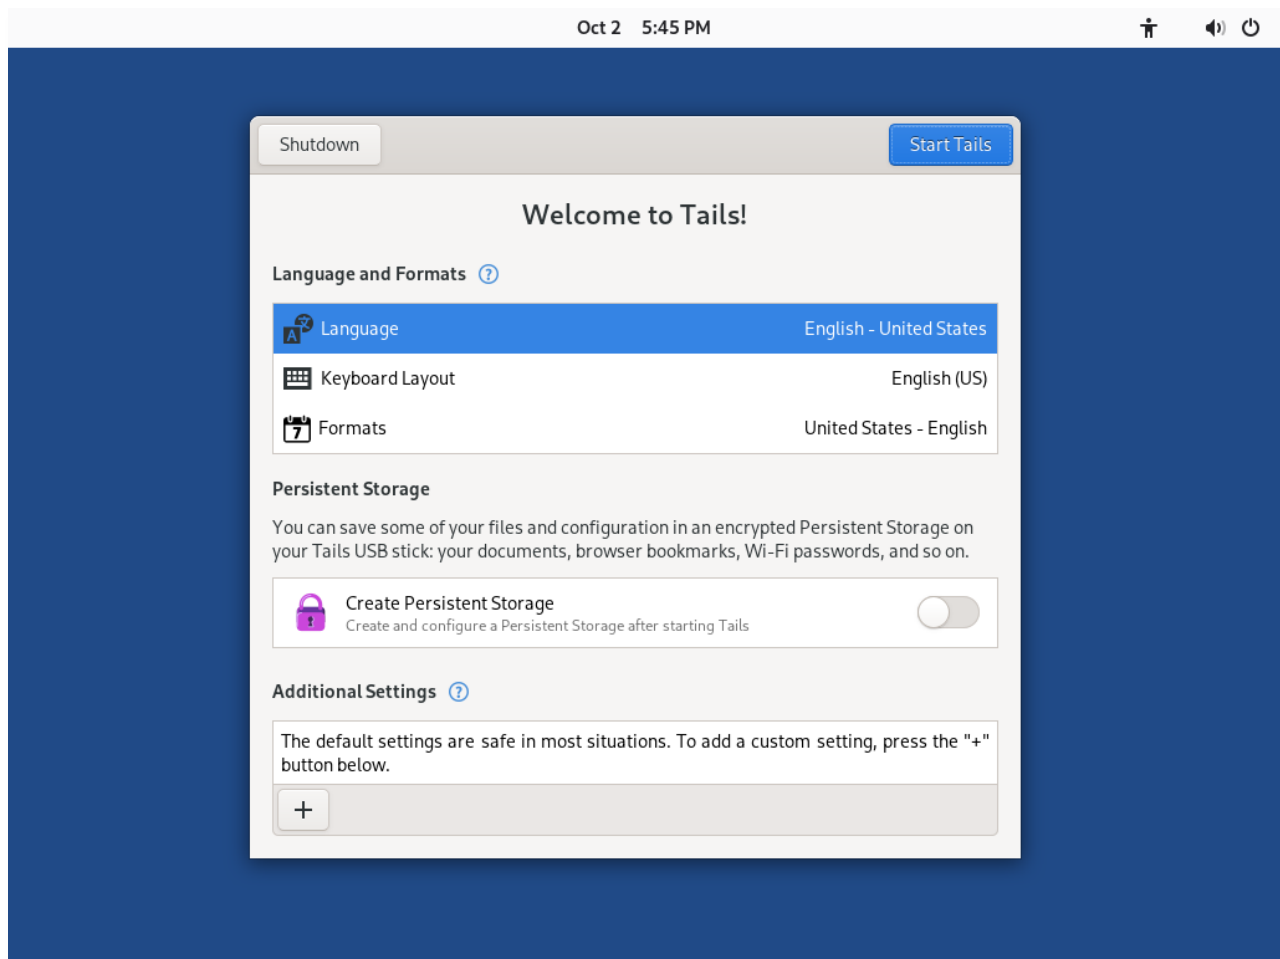 Oct 2 5:45 PM
Shutdown
Start Tails
Welcome to Tails!
Language and Formats ?
Language English - United States
Keyboard Layout English (US)
7 Formats United States - English
Persistent Storage
You can save some of your files and configuration in an encrypted Persistent Storage on
your Tails USB stick: your documents, browser bookmarks, Wi-Fi passwords, and so on.
Create Persistent Storage
Create and configure a Persistent Storage after starting Tails
Additional Settings ?
The default settings are safe in most situations. To add a custom setting, press the "+"
button below.
+